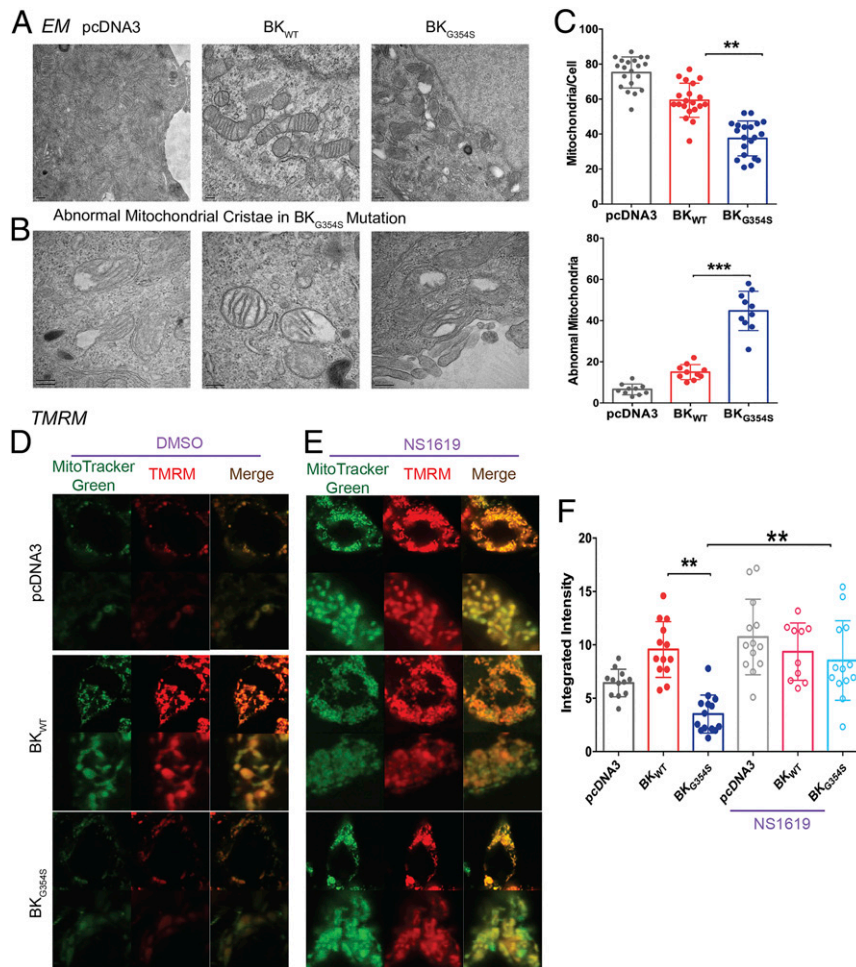 A EM pcDNA3 BKWT BKG354S
Abnormal Mitochondrial Cristae in BKG354S Mutation
B
C
Mitochondria/Cell
100
80
60
40
20
0
**
pcDNA3 BKWT BKG354S
Abnomal Mitochondria
80
60
40
20
0
***
pcDNA3 BKWT BKG354S
TMRM
D DMSO
MitoTracker Green TMRM Merge
E NS1619
MitoTracker Green TMRM Merge
pcDNA3
BKWT
BKG354S
F
Integrated Intensity
20
15
10
5
0
**
**
pcDNA3 BKWT BKG354S pcDNA3 BKWT BKG354S
NS1619